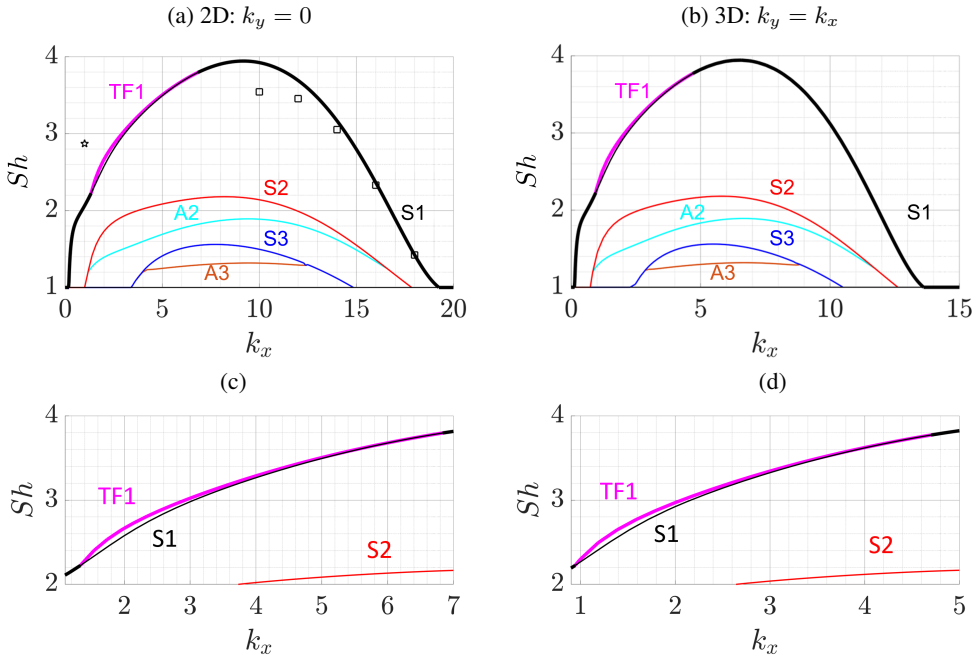 (a) 2D: k_y = 0
(b) 3D: k_y = k_x
4
3
2
1
Sh
TF1
S2
A2
S3
A3
S1
0 5 10 15 20
k_x
4
3
2
1
Sh
TF1
S2
A2
S3
A3
S1
0 5 10 15
k_x
(c)
(d)
4
3
2
Sh
TF1
S1
S2
2 3 4 5 6 7
k_x
4
3
2
Sh
TF1
S1
S2
1 2 3 4 5
k_x